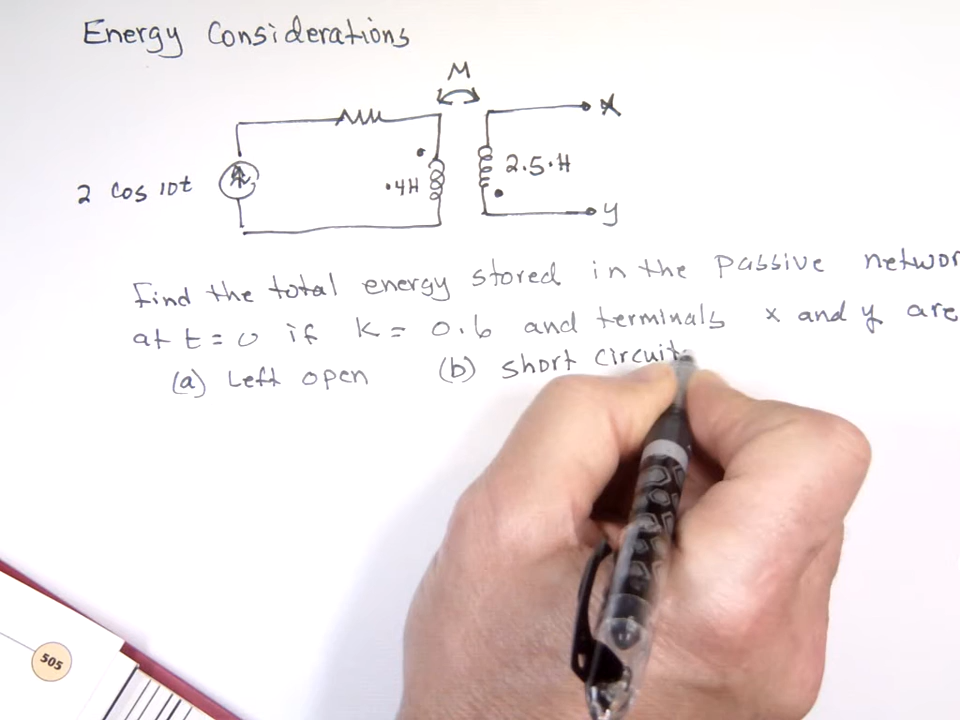 Energy Considerations
M
x
2.5·H
·4H
2 cos 10t
y
Find the total energy stored in the passive networ
at t = 0 if k = 0.6 and terminals x and y are
(a) Left open (b) short circuit
505